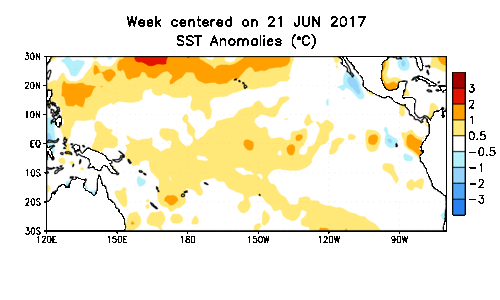 Week centered on 21 JUN 2017
SST Anomalies (°C)
30N
20N
10N
EQ
10S
20S
30S
120E 150E 180 150W 120W 90W
3
2
1
0.5
-0.5
-1
-2
-3